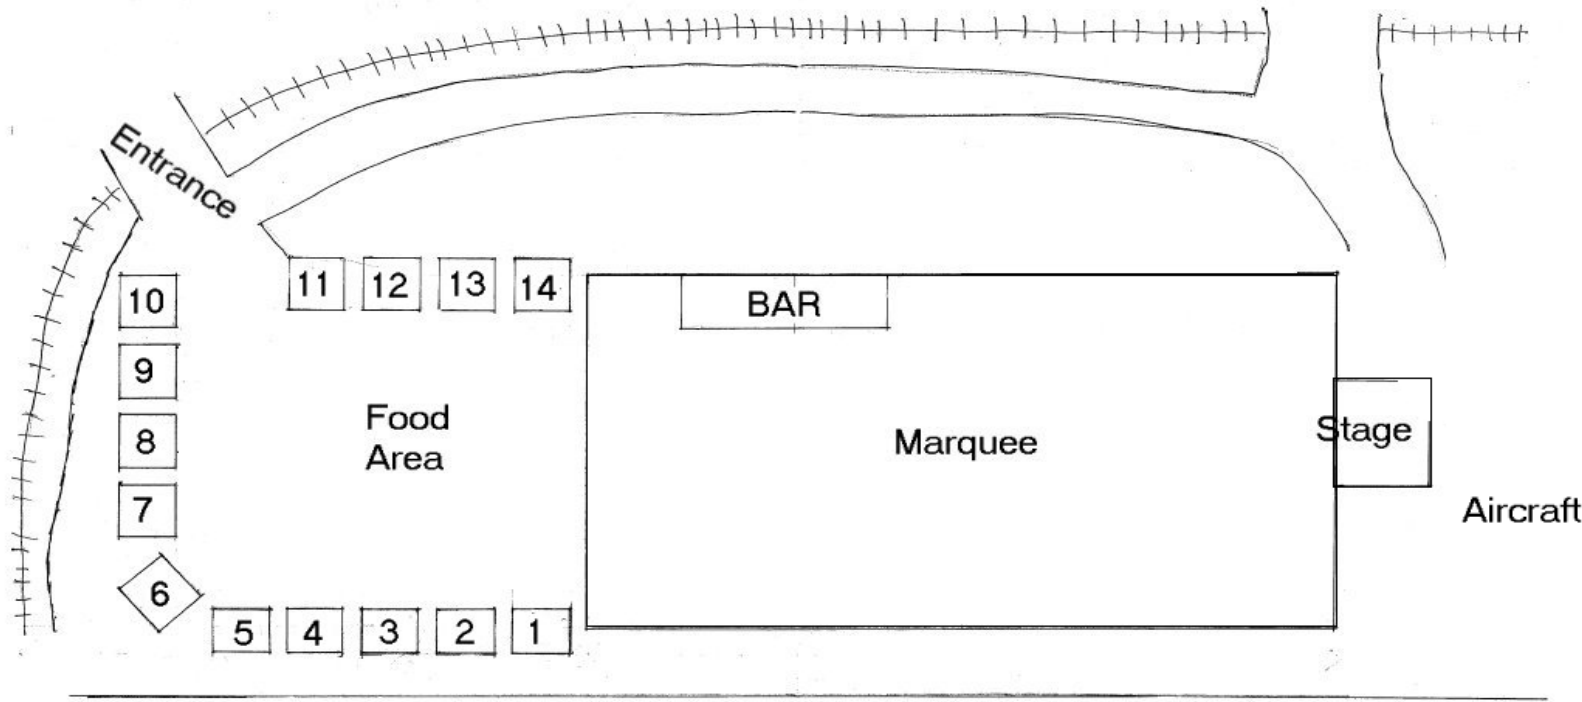 Entrance
11 12 13 14
10
BAR
9
Food
Area
8
Marquee
Stage
7
Aircraft
6
5 4 3 2 1